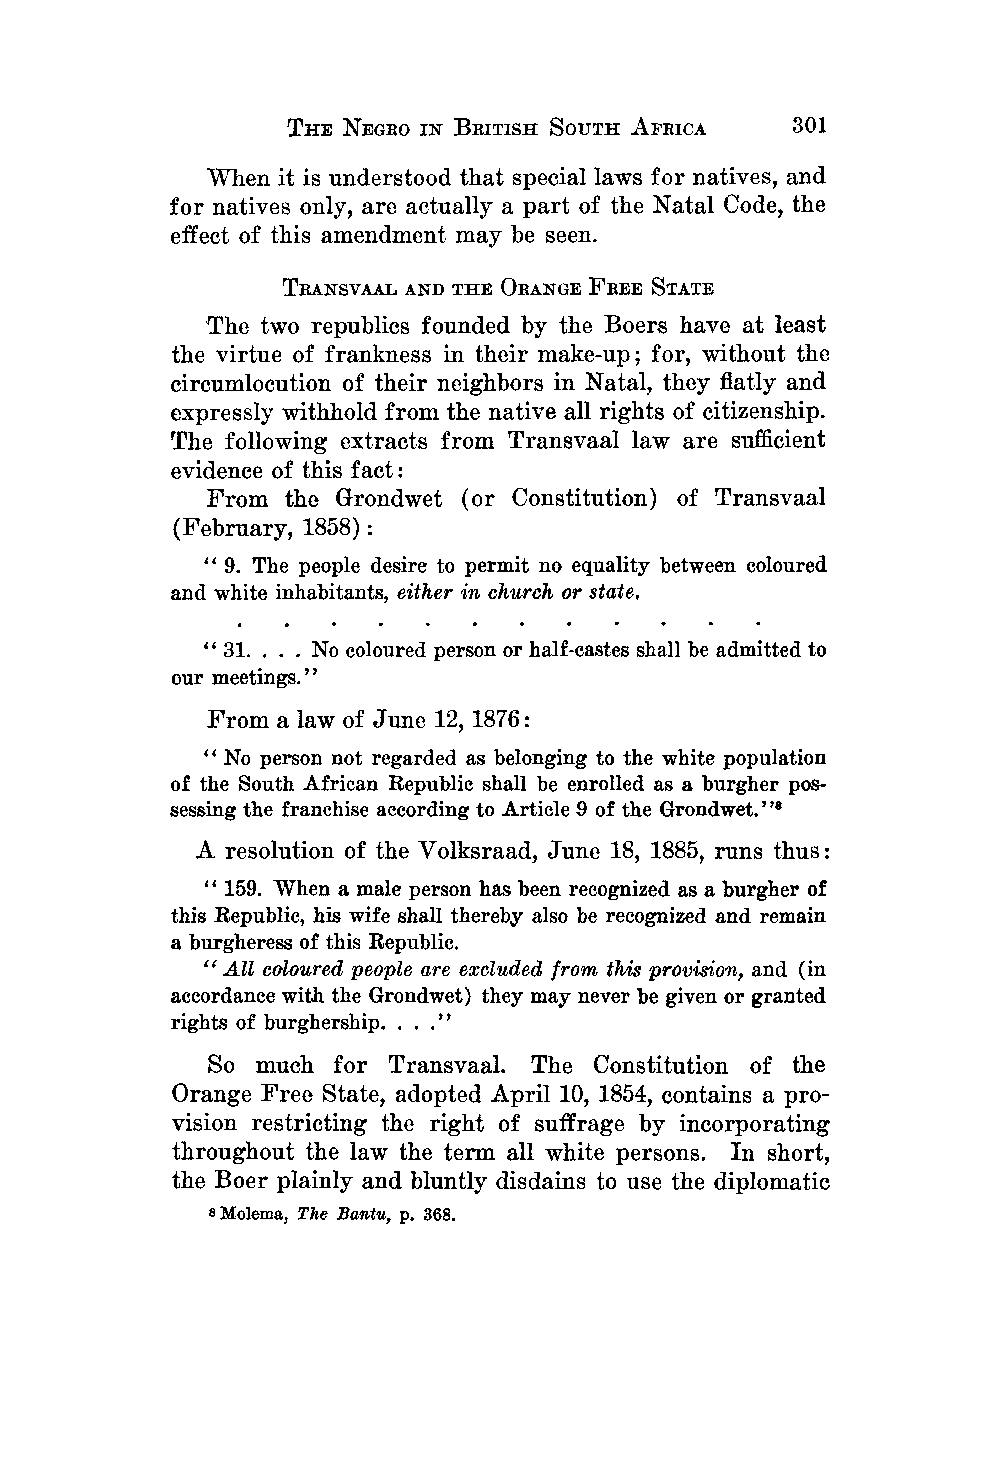 THE NEGRO IN BRITISH SOUTH AFRICA 301
When it is understood that special laws for natives, and
for natives only, are actually a part of the Natal Code, the
effect of this amendment may be seen.
TRANSVAAL AND THE ORANGE FREE STATE
The two republics founded by the Boers have at least
the virtue of frankness in their make-up; for, without the
circumlocution of their neighbors in Natal, they flatly and
expressly withhold from the native all rights of citizenship.
The following extracts from Transvaal law are sufficient
evidence of this fact:
From the Grondwet (or Constitution) of Transvaal
(February, 1858):
“9. The people desire to permit no equality between coloured
and white inhabitants, either in church or state.
. . . . . . . . . . . .
“31. . . . No coloured person or half-castes shall be admitted to
our meetings.”
From a law of June 12, 1876:
“No person not regarded as belonging to the white population
of the South African Republic shall be enrolled as a burgher pos-
sessing the franchise according to Article 9 of the Grondwet.”8
A resolution of the Volksraad, June 18, 1885, runs thus:
“159. When a male person has been recognized as a burgher of
this Republic, his wife shall thereby also be recognized and remain
a burgheress of this Republic.
“All coloured people are excluded from this provision, and (in
accordance with the Grondwet) they may never be given or granted
rights of burghership. . . .”
So much for Transvaal. The Constitution of the
Orange Free State, adopted April 10, 1854, contains a pro-
vision restricting the right of suffrage by incorporating
throughout the law the term all white persons. In short,
the Boer plainly and bluntly disdains to use the diplomatic
8 Molema, The Bantu, p. 368.